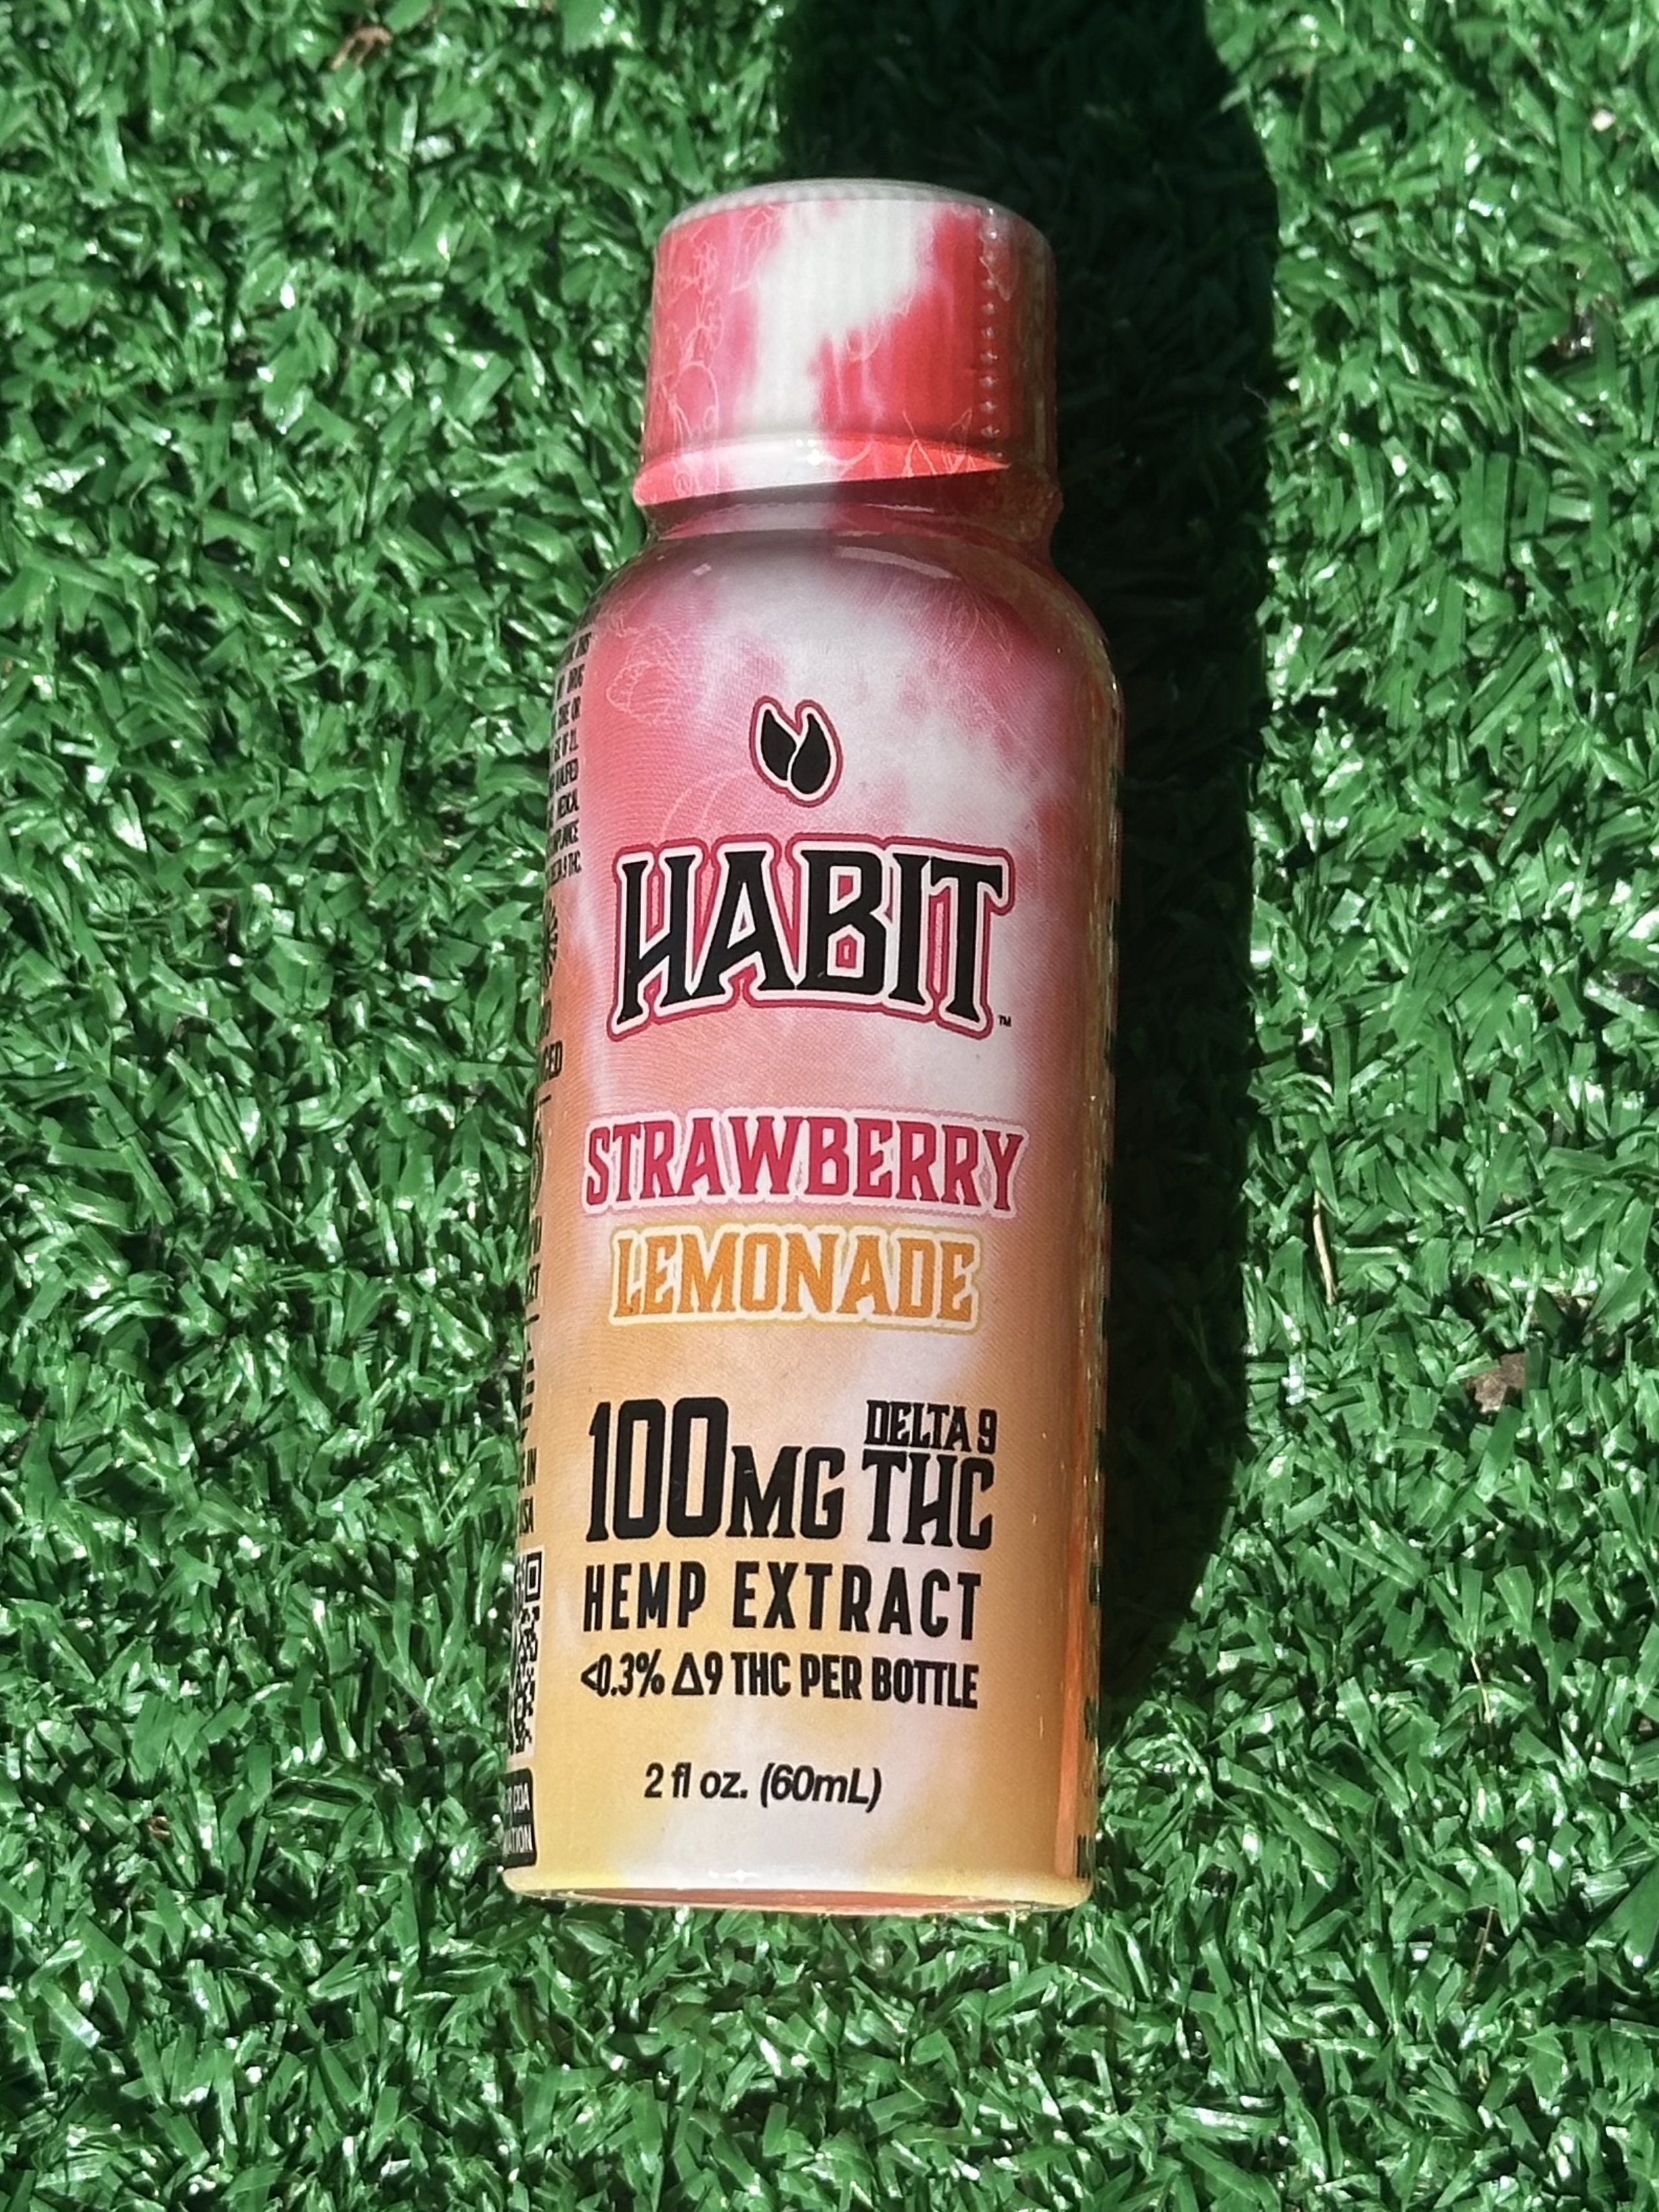 HABIT
™
STRAWBERRY
LEMONADE
100MG DELTA 9 THC
HEMP EXTRACT
<0.3% Δ9 THC PER BOTTLE
2 fl oz. (60mL)